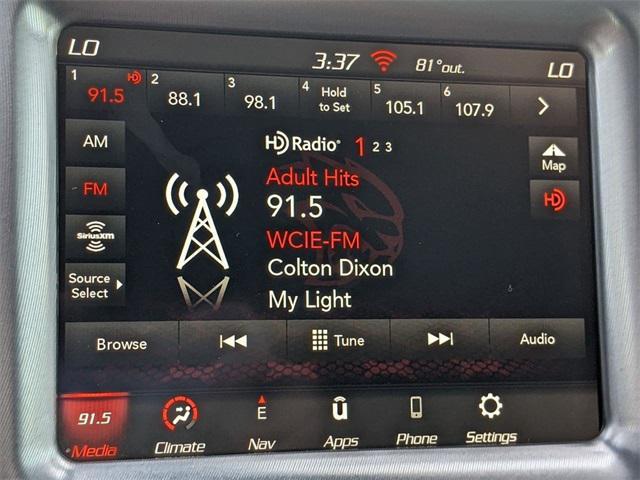 LO 3:37 81°out. LO
1 91.5 HD 2 88.1 3 98.1 4 Hold to Set 5 105.1 6 107.9
AM
HD Radio® 1 2 3
Map
FM
Adult Hits
HD
91.5
SiriusXM
WCIE-FM
Colton Dixon
Source Select
My Light
Browse Tune Audio
91.5 E u
Media Climate Nav Apps Phone Settings